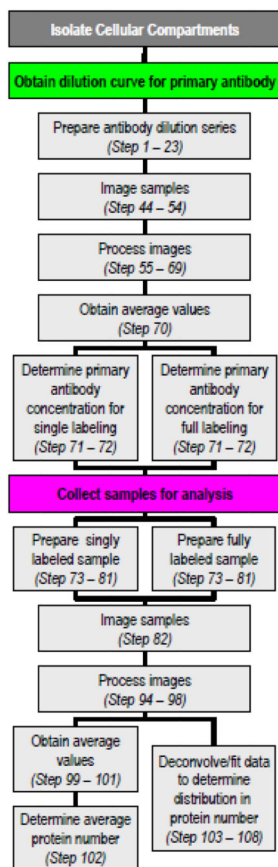 Isolate Cellular Compartments
Obtain dilution curve for primary antibody
Prepare antibody dilution series
(Step 1 – 23)
Image samples
(Step 44 – 54)
Process images
(Step 55 – 69)
Obtain average values
(Step 70)
Determine primary
antibody
concentration for
single labeling
(Step 71 – 72)
Determine primary
antibody
concentration for
full labeling
(Step 71 – 72)
Collect samples for analysis
Prepare singly
labeled sample
(Step 73 – 81)
Prepare fully
labeled sample
(Step 73 – 81)
Image samples
(Step 82)
Process images
(Step 94 – 98)
Obtain average
values
(Step 99 – 101)
Determine average
protein number
(Step 102)
Deconvolve/fit data
to determine
distribution in
protein number
(Step 103 – 108)